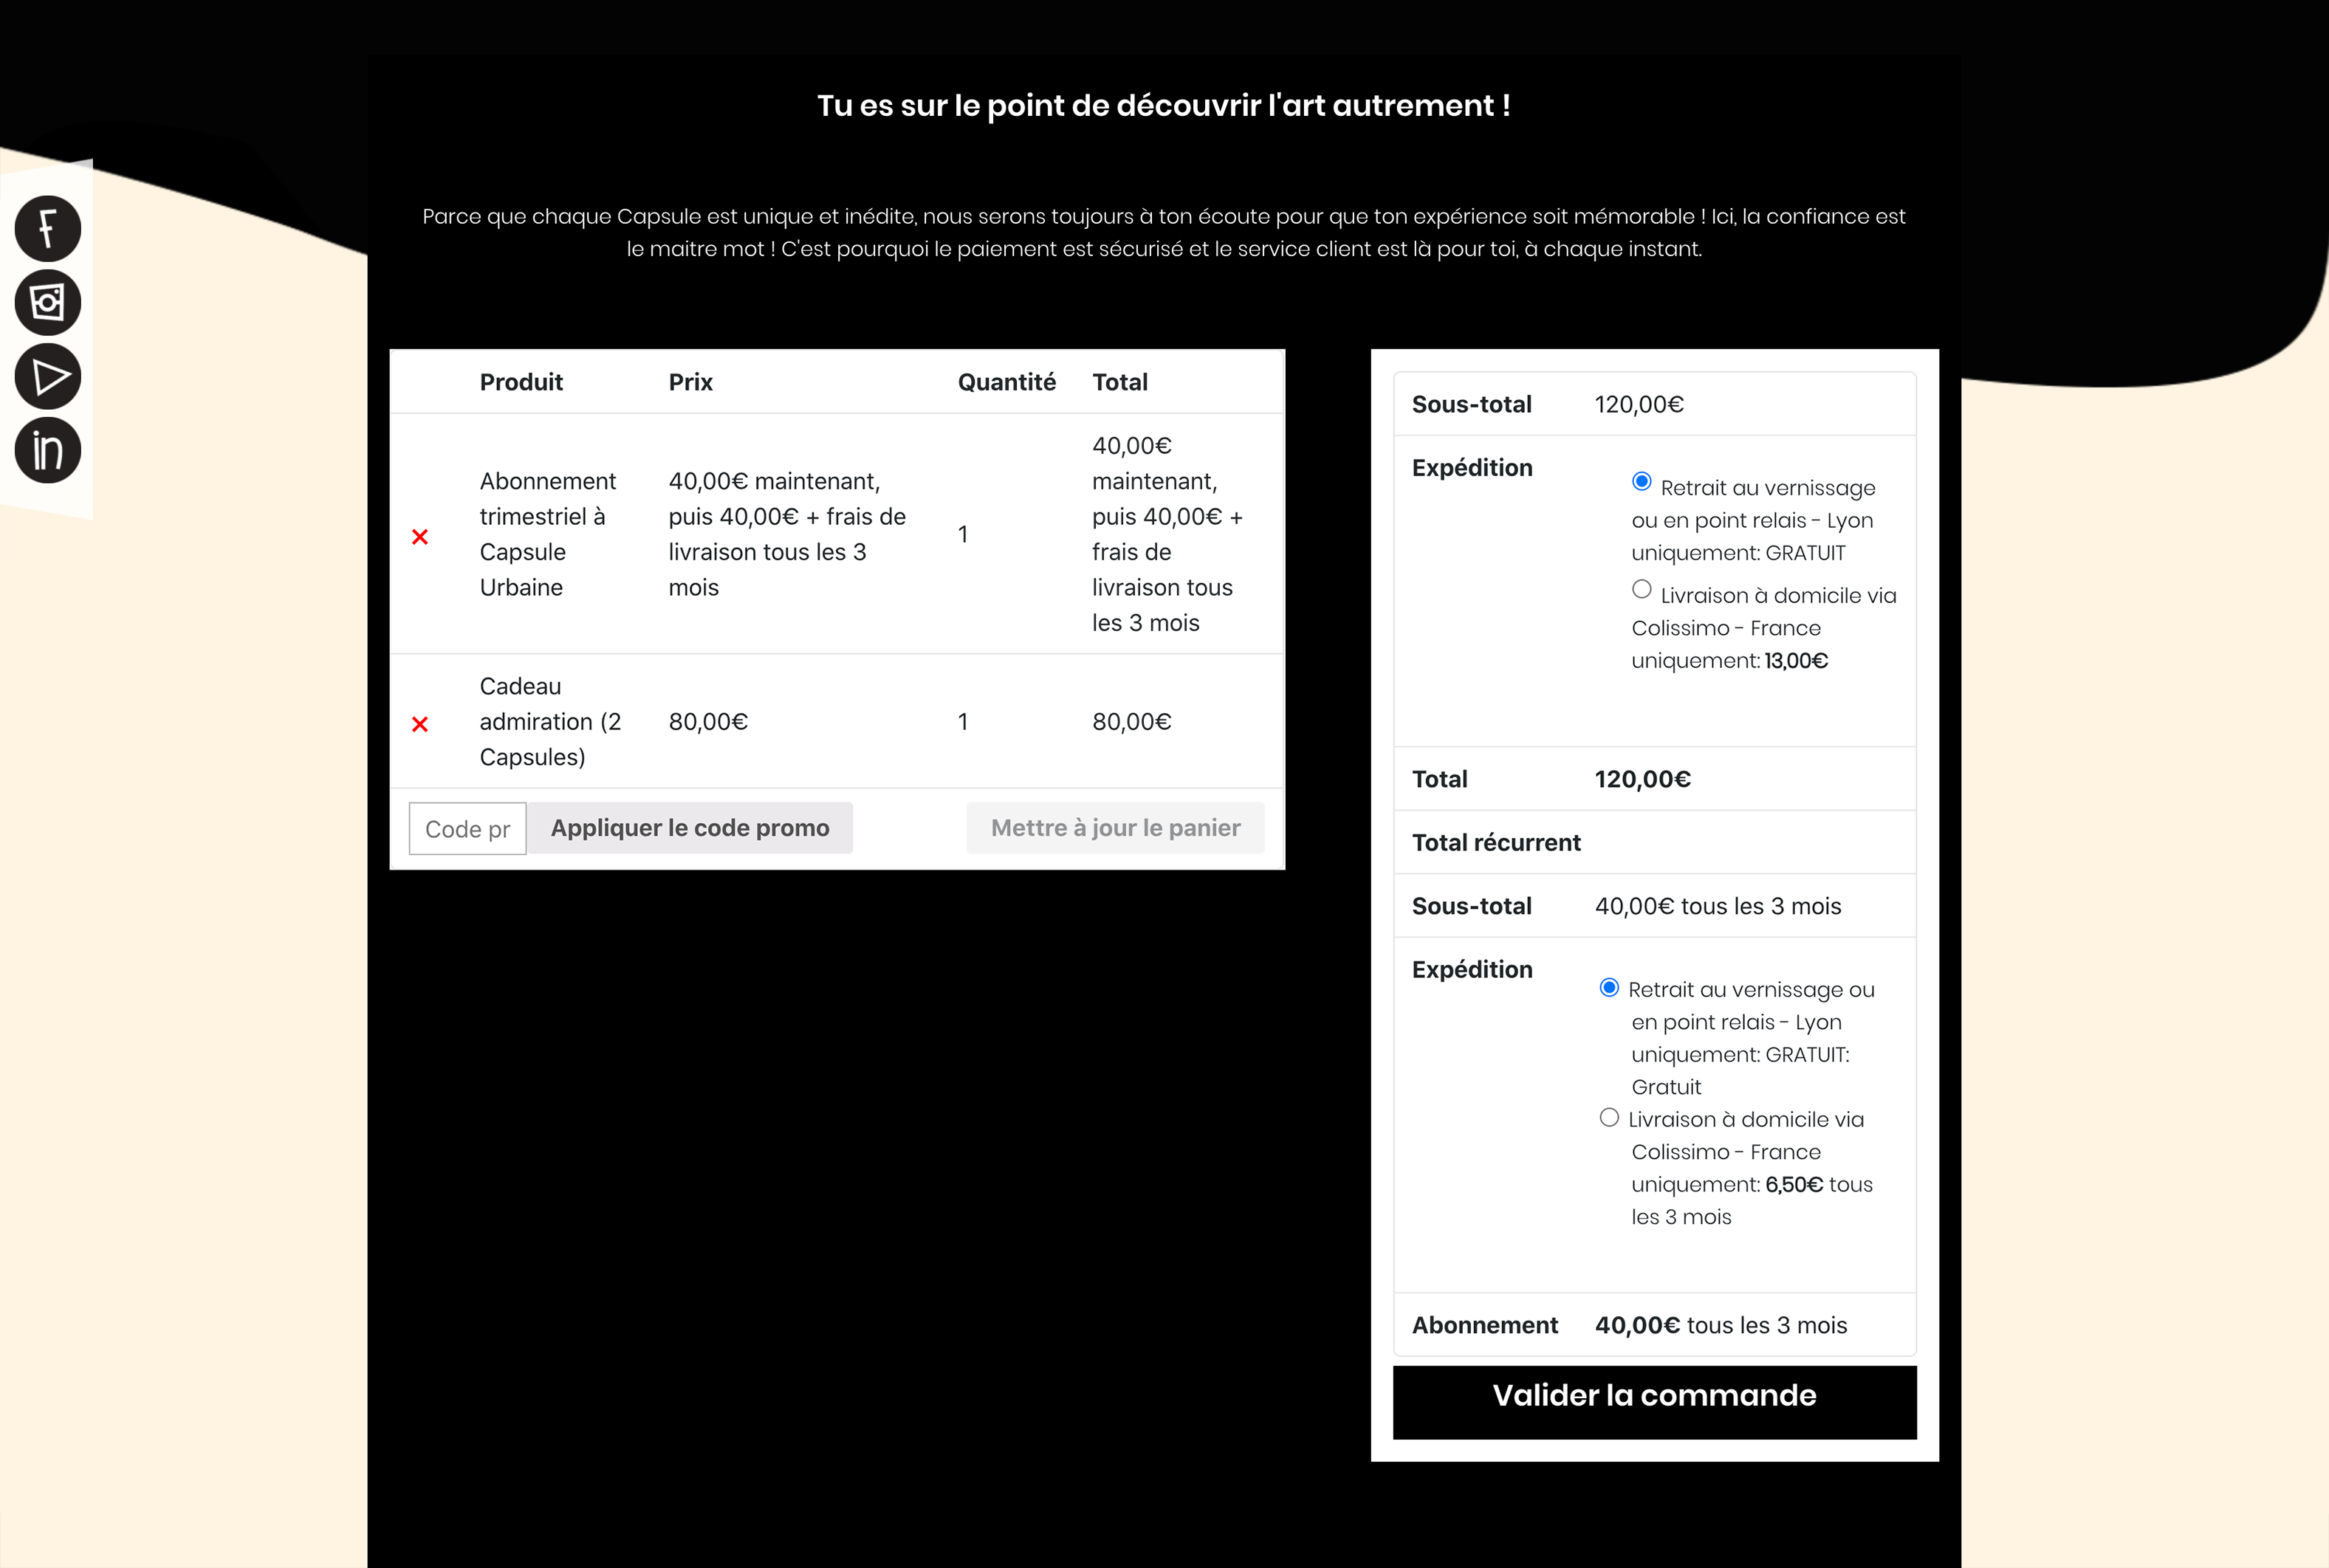 Tu es sur le point de découvrir l'art autrement !
Parce que chaque Capsule est unique et inédite, nous serons toujours à ton écoute pour que ton expérience soit mémorable ! Ici, la confiance est
le maitre mot ! C'est pourquoi le paiement est sécurisé et le service client est là pour toi, à chaque instant.
f
in
Produit Prix Quantité Total
Abonnement
trimestriel à
Capsule
Urbaine
40,00€ maintenant,
puis 40,00€ + frais de
livraison tous les 3
mois
1
40,00€
maintenant,
puis 40,00€ +
frais de
livraison tous
les 3 mois
Cadeau
admiration (2
Capsules)
80,00€
1
80,00€
Code pr
Appliquer le code promo
Mettre à jour le panier
Sous-total 120,00€
Expédition
Retrait au vernissage
ou en point relais - Lyon
uniquement: GRATUIT
Livraison à domicile via
Colissimo - France
uniquement: 13,00€
Total 120,00€
Total récurrent
Sous-total 40,00€ tous les 3 mois
Expédition
Retrait au vernissage ou
en point relais - Lyon
uniquement: GRATUIT:
Gratuit
Livraison à domicile via
Colissimo - France
uniquement: 6,50€ tous
les 3 mois
Abonnement 40,00€ tous les 3 mois
Valider la commande